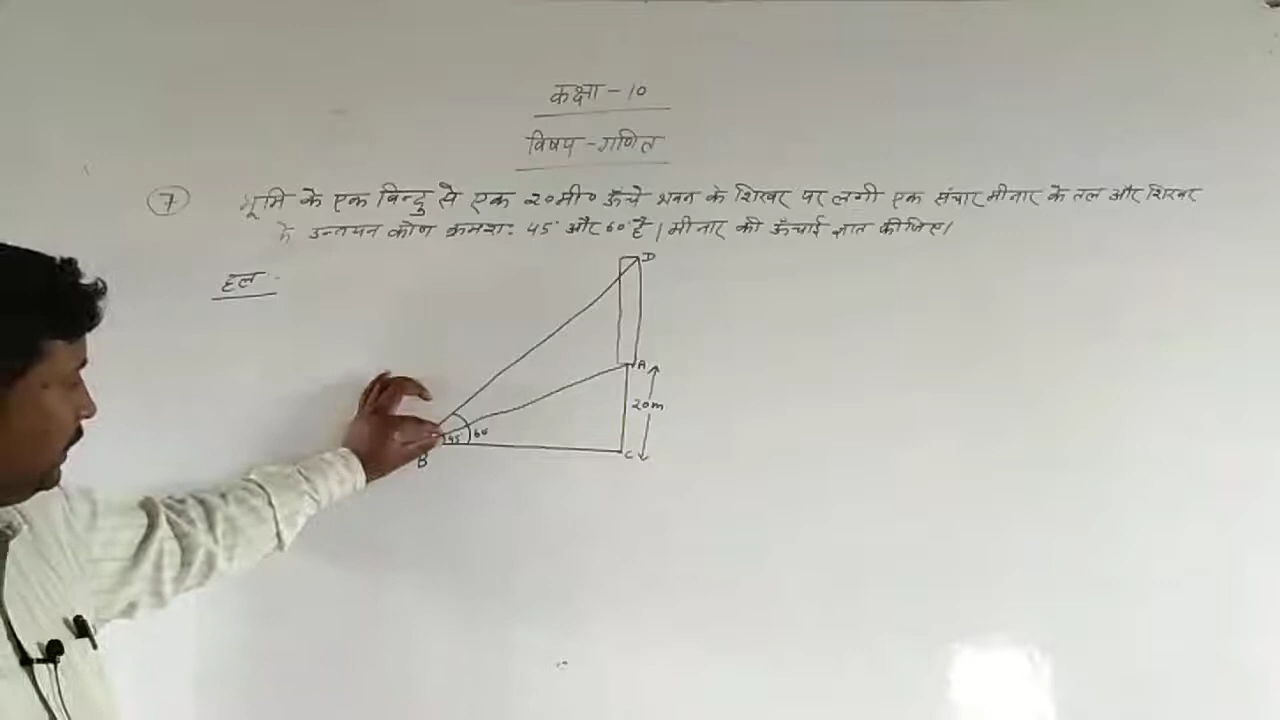 कक्षा - 10
विषय - गणित
7 भूमि के एक बिन्दु से एक 20 मी० ऊँचे भवन के शिखर पर लगी एक संचार मीनार के तल और शिखर
के उन्नयन कोण क्रमशः 45° और 60° है। मीनार की ऊँचाई ज्ञात कीजिए।
हल -
D
A
20m
45° 60°
B
C